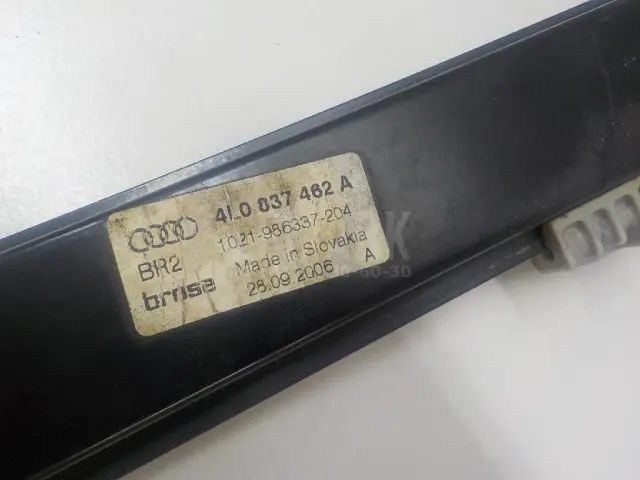 4L0 837 462 A
1021-986337-204
BR2
Made in Slovakia
brose
28.09.2006 A